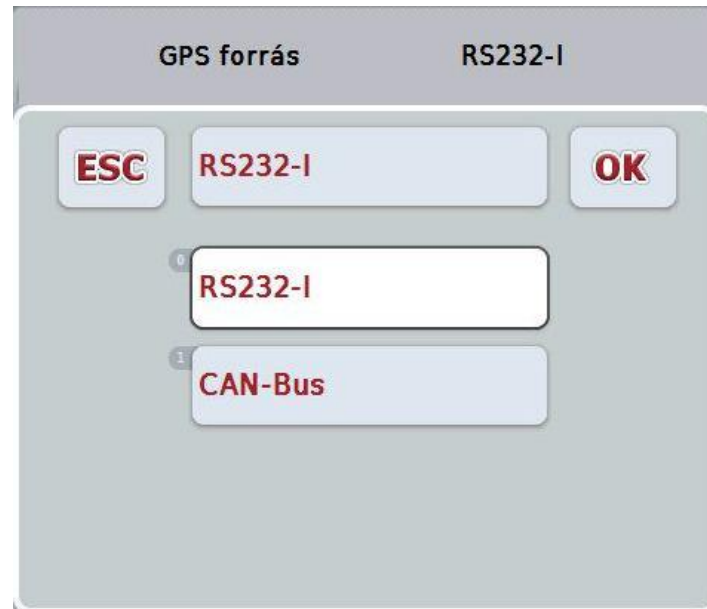 GPS forrás RS232-I
ESC RS232-I OK
0
RS232-I
1
CAN-Bus